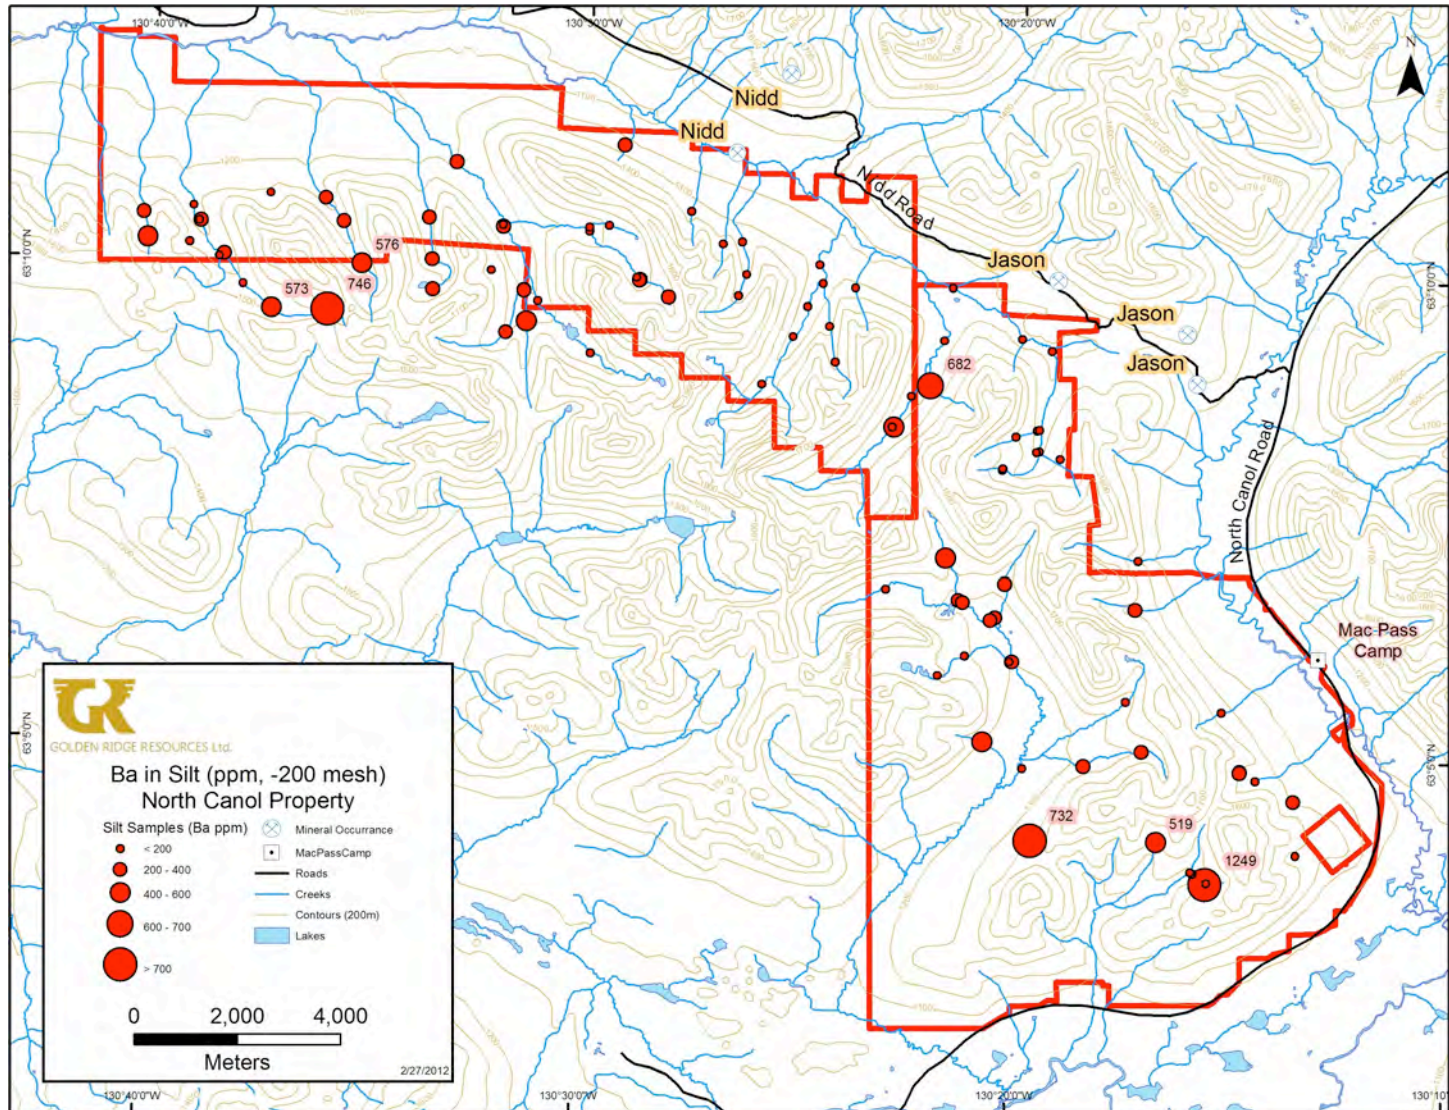 130°40'0"W
130°30'0"W
130°20'0"W
N
Nidd
Nidd
Nidd Road
63°10'0"N
63°10'0"N
576
573
746
Jason
Jason
Jason
682
North Canol Road
Mac Pass
Camp
63°5'0"N
63°5'0"N
732
519
1249
GR
GOLDEN RIDGE RESOURCES Ltd.
Ba in Silt (ppm, -200 mesh)
North Canol Property
Silt Samples (Ba ppm)
< 200
200 - 400
400 - 600
600 - 700
> 700
Mineral Occurrance
MacPassCamp
Roads
Creeks
Contours (200m)
Lakes
0 2,000 4,000
Meters
2/27/2012
130°40'0"W
130°30'0"W
130°20'0"W